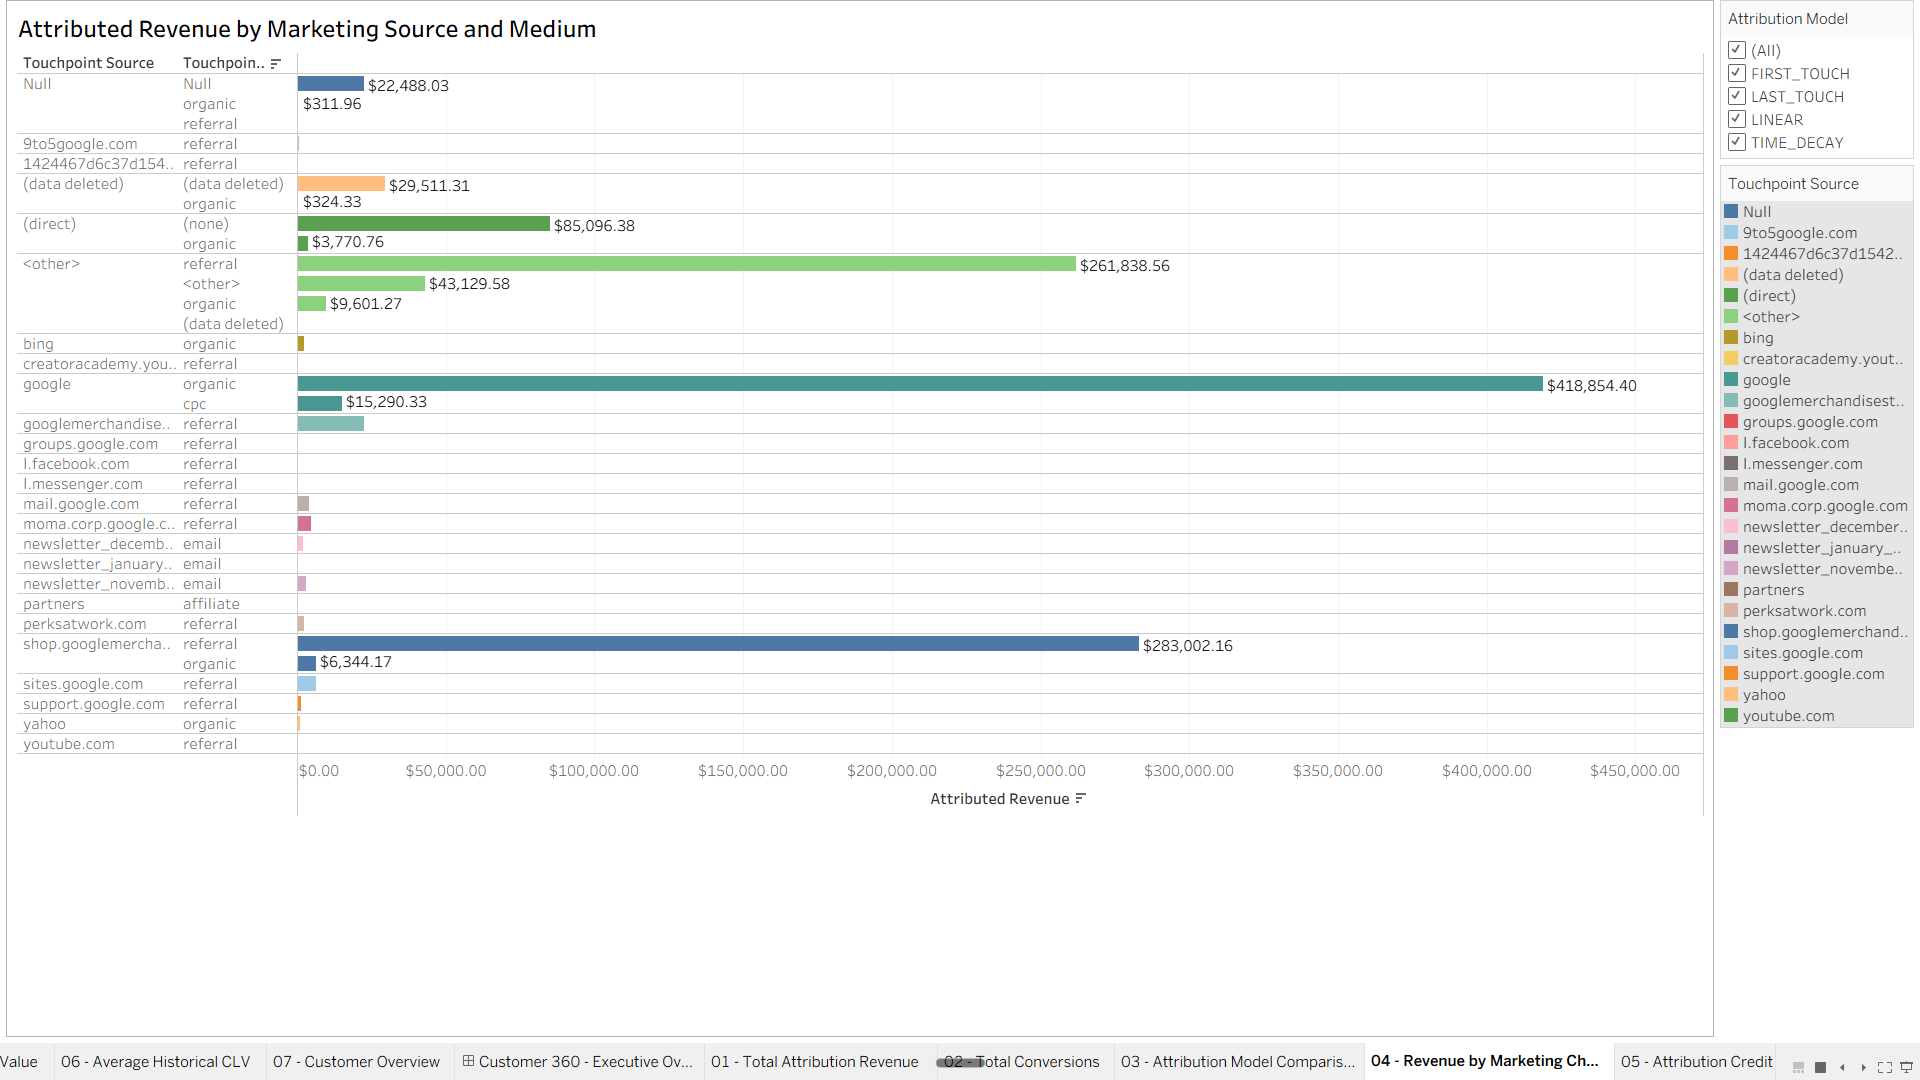 Attributed Revenue by Marketing Source and Medium
Touchpoint Source Touchpoin..
Null Null $22,488.03
organic $311.96
referral
9to5google.com referral
1424467d6c37d154.. referral
(data deleted) (data deleted) $29,511.31
organic $324.33
(direct) (none) $85,096.38
organic $3,770.76
<other> referral $261,838.56
<other> $43,129.58
organic $9,601.27
(data deleted)
bing organic
creatoracademy.you.. referral
google organic $418,854.40
cpc $15,290.33
googlemerchandise.. referral
groups.google.com referral
l.facebook.com referral
l.messenger.com referral
mail.google.com referral
moma.corp.google.c.. referral
newsletter_decemb.. email
newsletter_january.. email
newsletter_novemb.. email
partners affiliate
perksatwork.com referral
shop.googlemercha.. referral $283,002.16
organic $6,344.17
sites.google.com referral
support.google.com referral
yahoo organic
youtube.com referral
$0.00 $50,000.00 $100,000.00 $150,000.00 $200,000.00 $250,000.00 $300,000.00 $350,000.00 $400,000.00 $450,000.00
Attributed Revenue
Attribution Model
(All)
FIRST_TOUCH
LAST_TOUCH
LINEAR
TIME_DECAY
Touchpoint Source
Null
9to5google.com
1424467d6c37d1542..
(data deleted)
(direct)
<other>
bing
creatoracademy.yout..
google
googlemerchandisest..
groups.google.com
l.facebook.com
l.messenger.com
mail.google.com
moma.corp.google.com
newsletter_december..
newsletter_january_..
newsletter_novembe..
partners
perksatwork.com
shop.googlemerchand..
sites.google.com
support.google.com
yahoo
youtube.com
Value 06 - Average Historical CLV 07 - Customer Overview Customer 360 - Executive Ov... 01 - Total Attribution Revenue 02 - Total Conversions 03 - Attribution Model Comparis... 04 - Revenue by Marketing Ch... 05 - Attribution Credit